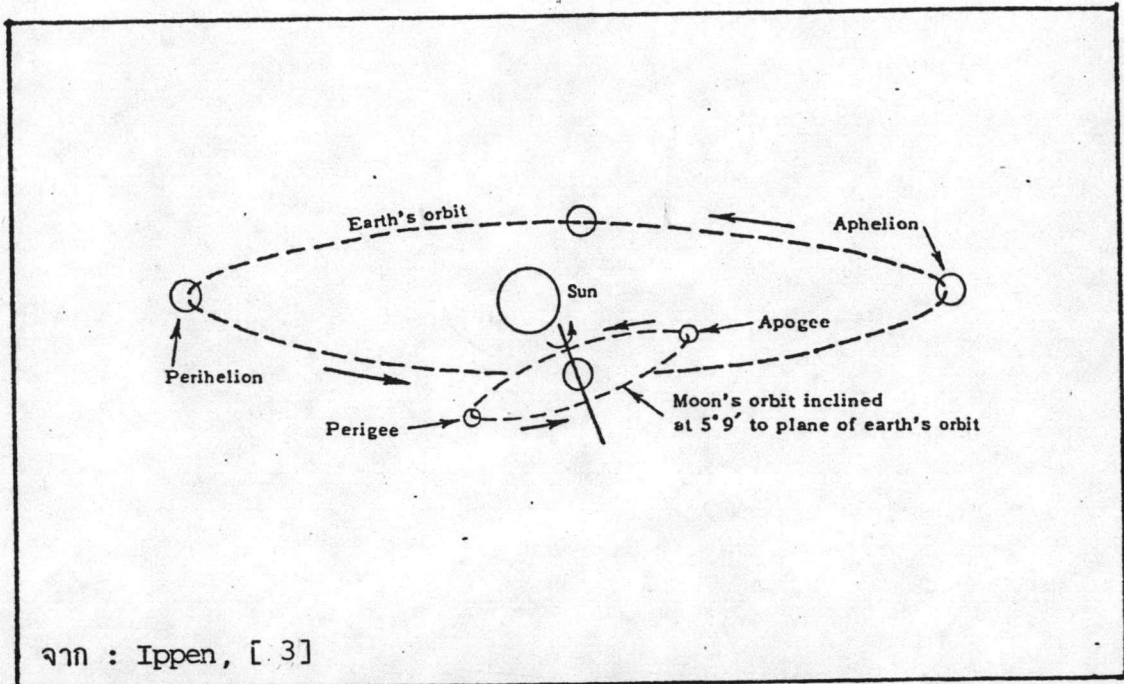 Earth's orbit
Aphelion
Sun
Apogee
Perihelion
Moon's orbit inclined
at 5°9′ to plane of earth's orbit
Perigee
จาก : Ippen, [ 3]